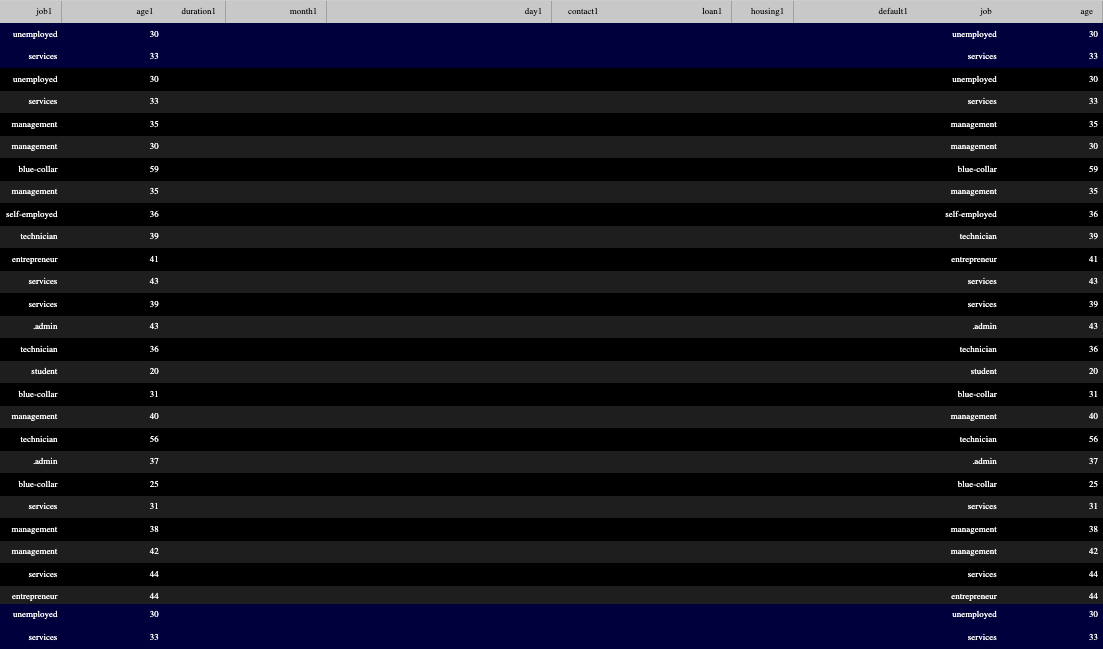 job1 age1 duration1 month1 day1 contact1 loan1 housing1 default1 job age
unemployed 30 unemployed 30
services 33 services 33
unemployed 30 unemployed 30
services 33 services 33
management 35 management 35
management 30 management 30
blue-collar 59 blue-collar 59
management 35 management 35
self-employed 36 self-employed 36
technician 39 technician 39
entrepreneur 41 entrepreneur 41
services 43 services 43
services 39 services 39
.admin 43 .admin 43
technician 36 technician 36
student 20 student 20
blue-collar 31 blue-collar 31
management 40 management 40
technician 56 technician 56
.admin 37 .admin 37
blue-collar 25 blue-collar 25
services 31 services 31
management 38 management 38
management 42 management 42
services 44 services 44
entrepreneur 44 entrepreneur 44
unemployed 30 unemployed 30
services 33 services 33